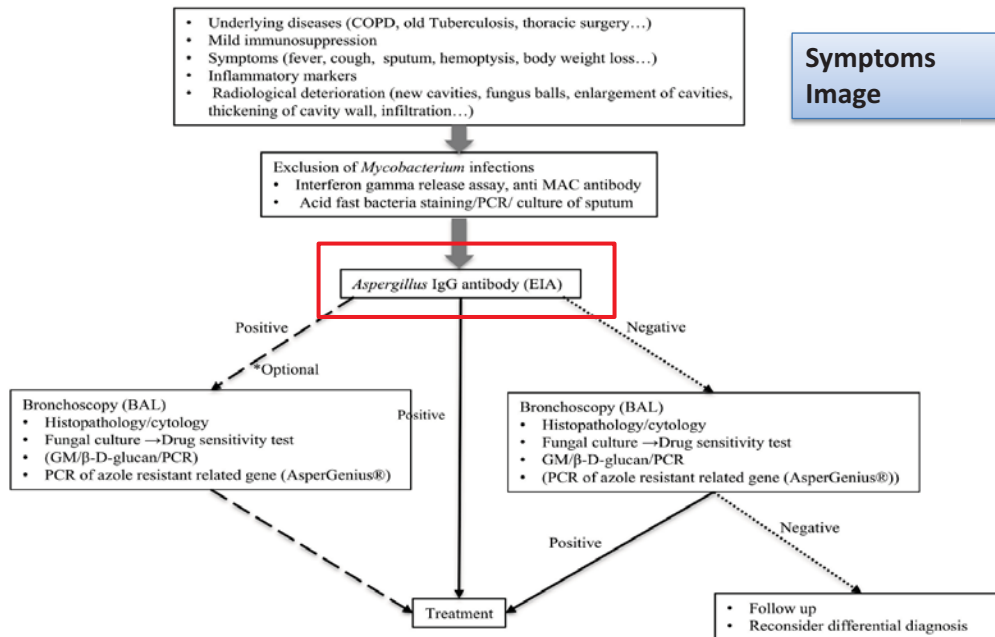 • Underlying diseases (COPD, old Tuberculosis, thoracic surgery…)
• Mild immunosuppression
• Symptoms (fever, cough, sputum, hemoptysis, body weight loss…)
• Inflammatory markers
• Radiological deterioration (new cavities, fungus balls, enlargement of cavities,
thickening of cavity wall, infiltration…)
Symptoms
Image
Exclusion of Mycobacterium infections
• Interferon gamma release assay, anti MAC antibody
• Acid fast bacteria staining/PCR/ culture of sputum
Aspergillus IgG antibody (EIA)
Positive
*Optional
Positive
Negative
Bronchoscopy (BAL)
• Histopathology/cytology
• Fungal culture →Drug sensitivity test
• (GM/β-D-glucan/PCR)
• PCR of azole resistant related gene (AsperGenius®)
Bronchoscopy (BAL)
• Histopathology/cytology
• Fungal culture →Drug sensitivity test
• GM/β-D-glucan/PCR
• (PCR of azole resistant related gene (AsperGenius®))
Positive
Negative
Treatment
• Follow up
• Reconsider differential diagnosis